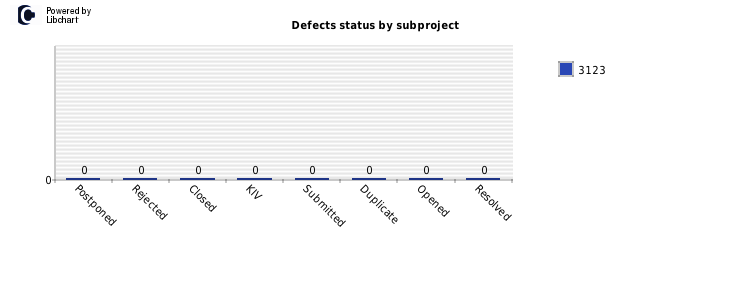 Powered by
Libchart
Defects status by subproject
3123
0 0 0 0 0 0 0 0
0
Postponed Rejected Closed KIV Submitted Duplicate Opened Resolved